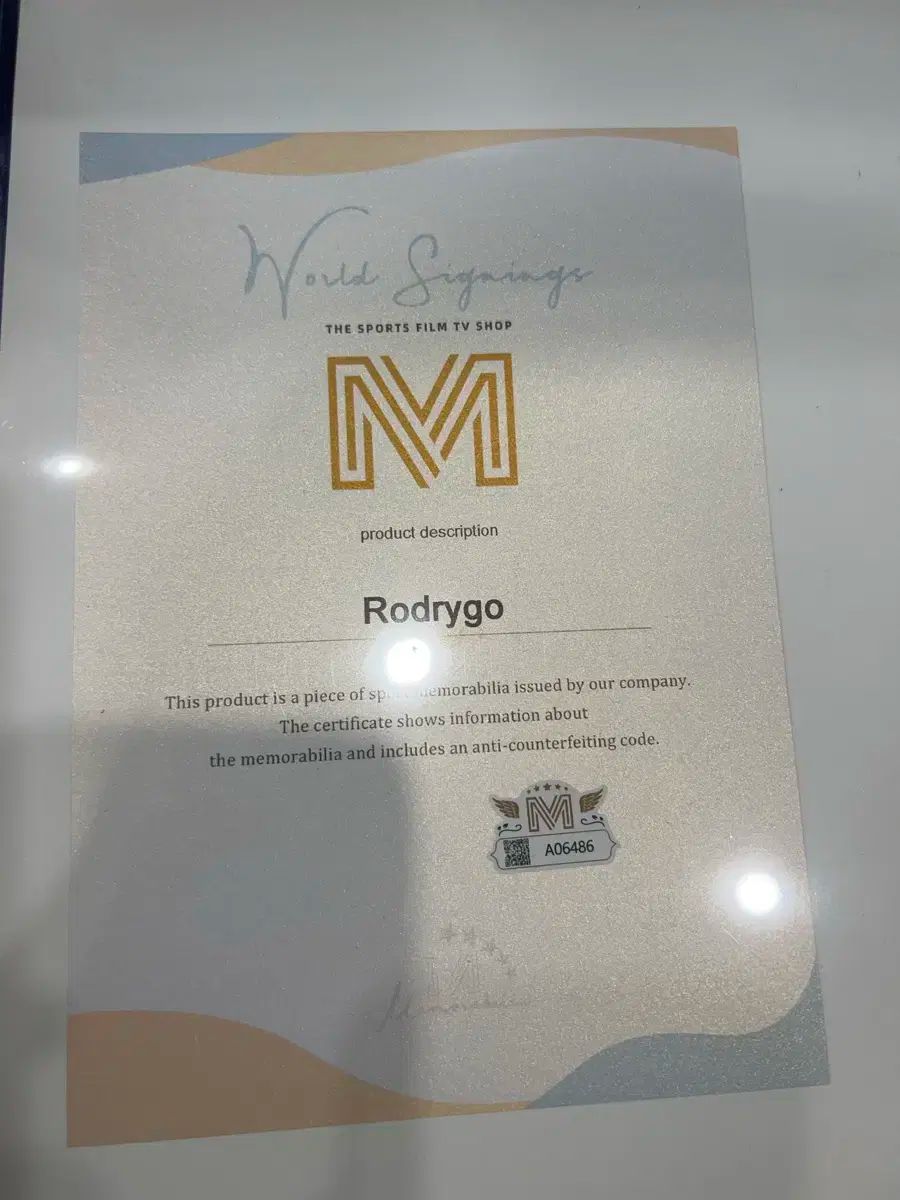 World Signings
THE SPORTS FILM TV SHOP
M
product description
Rodrygo
This product is a piece of memorabilia issued by our company.
The certificate shows information about
the memorabilia and includes an anti-counterfeiting code.
M
A06486
Memorabilia